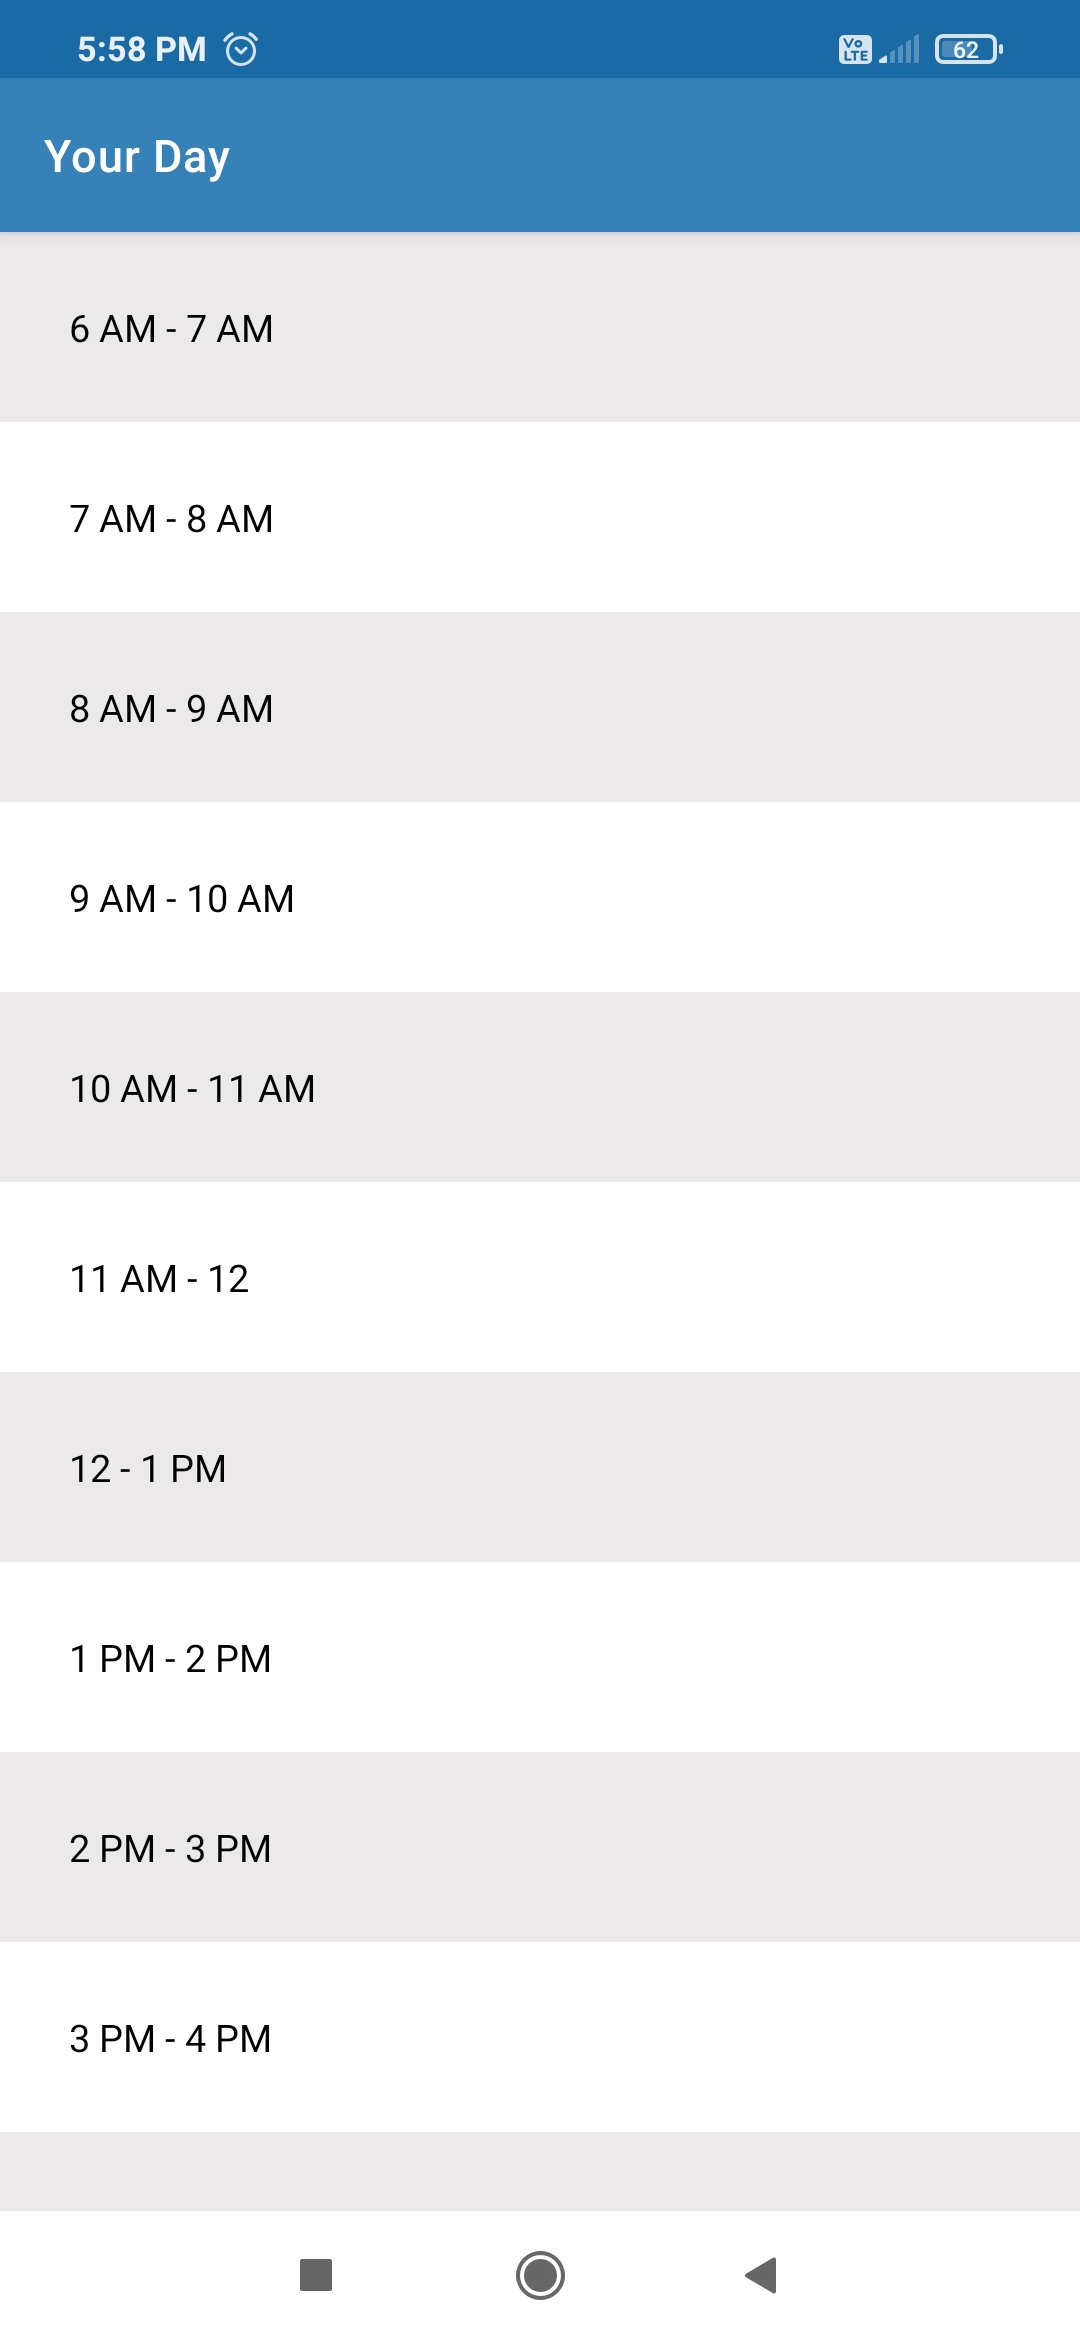 5:58 PM
Vo LTE
62
Your Day
6 AM - 7 AM
7 AM - 8 AM
8 AM - 9 AM
9 AM - 10 AM
10 AM - 11 AM
11 AM - 12
12 - 1 PM
1 PM - 2 PM
2 PM - 3 PM
3 PM - 4 PM